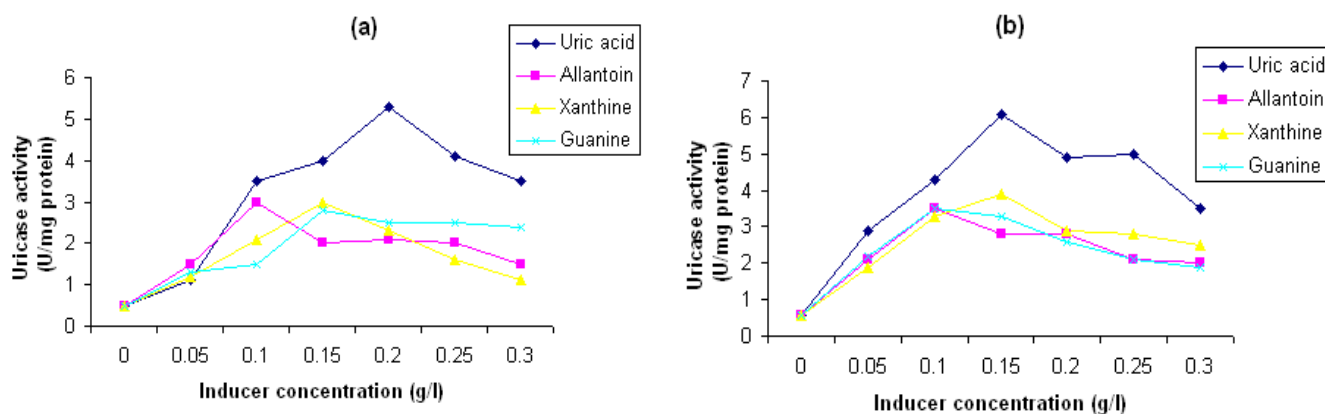 (a)
Uric acid
Allantoin
Xanthine
Guanine
6
5
4
3
2
1
0
Uricase activity
(U/mg protein)
0 0.05 0.1 0.15 0.2 0.25 0.3
Inducer concentration (g/l)
(b)
Uric acid
Allantoin
Xanthine
Guanine
7
6
5
4
3
2
1
0
Uricase activity
(U/mg protein)
0 0.05 0.1 0.15 0.2 0.25 0.3
Inducer concentration (g/l)